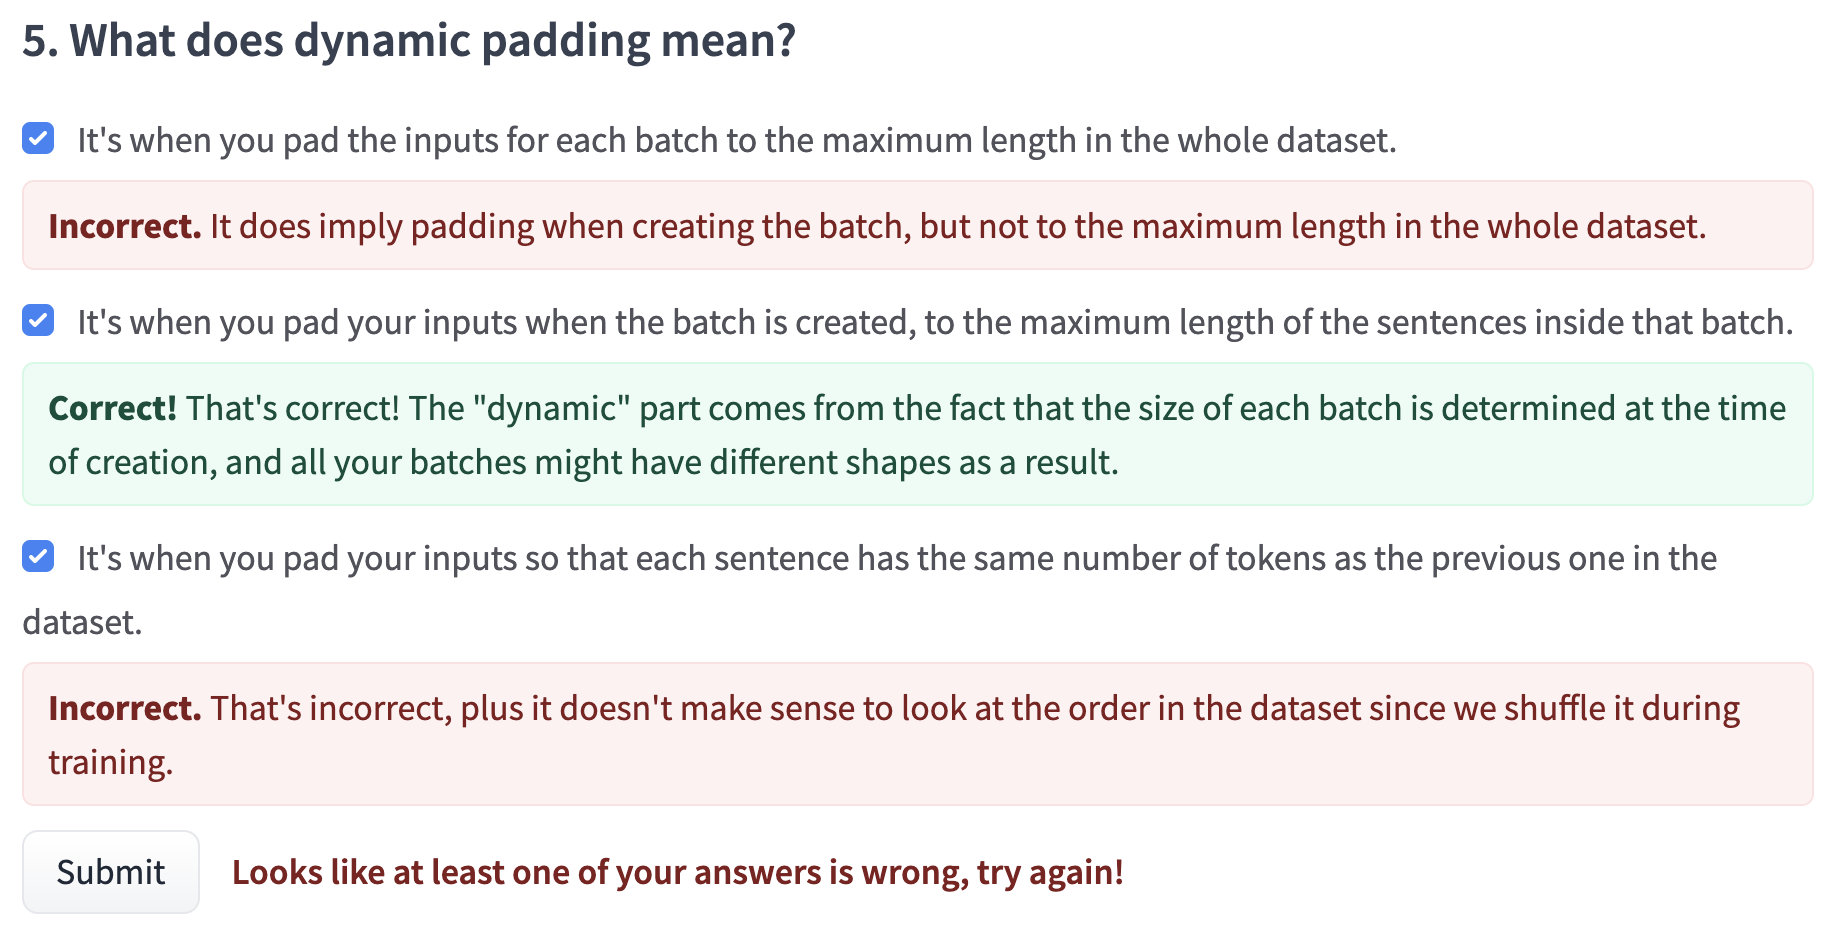 5. What does dynamic padding mean?
It's when you pad the inputs for each batch to the maximum length in the whole dataset.
Incorrect. It does imply padding when creating the batch, but not to the maximum length in the whole dataset.
It's when you pad your inputs when the batch is created, to the maximum length of the sentences inside that batch.
Correct! That's correct! The "dynamic" part comes from the fact that the size of each batch is determined at the time
of creation, and all your batches might have different shapes as a result.
It's when you pad your inputs so that each sentence has the same number of tokens as the previous one in the
dataset.
Incorrect. That's incorrect, plus it doesn't make sense to look at the order in the dataset since we shuffle it during
training.
Submit Looks like at least one of your answers is wrong, try again!